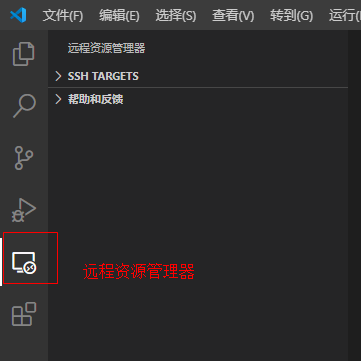 文件(F) 编辑(E) 选择(S) 查看(V) 转到(G) 运行(
远程资源管理器
SSH TARGETS
帮助和反馈
远程资源管理器